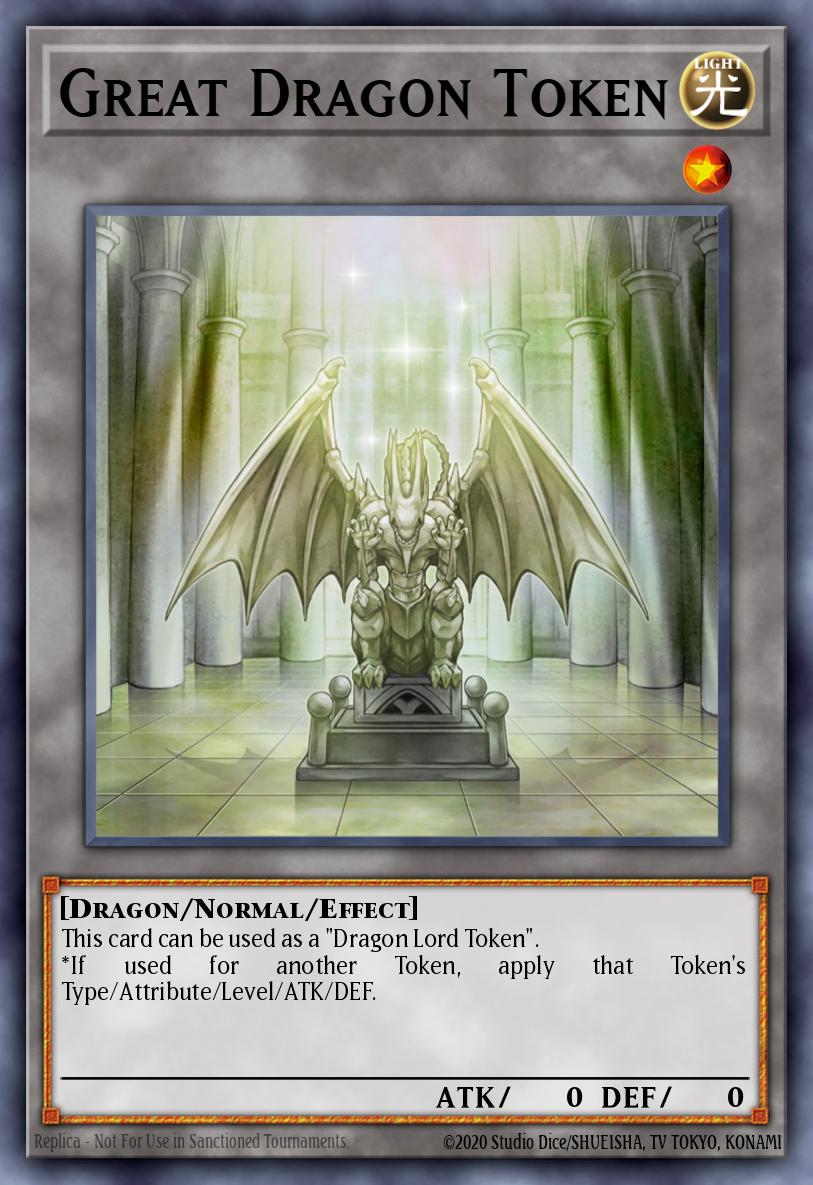 GREAT DRAGON TOKEN
LIGHT
光
[DRAGON/NORMAL/EFFECT]
This card can be used as a "Dragon Lord Token".
*If used for another Token, apply that Token's
Type/Attribute/Level/ATK/DEF.
ATK/ 0 DEF/ 0
Replica - Not For Use in Sanctioned Tournaments.
©2020 Studio Dice/SHUEISHA, TV TOKYO, KONAMI